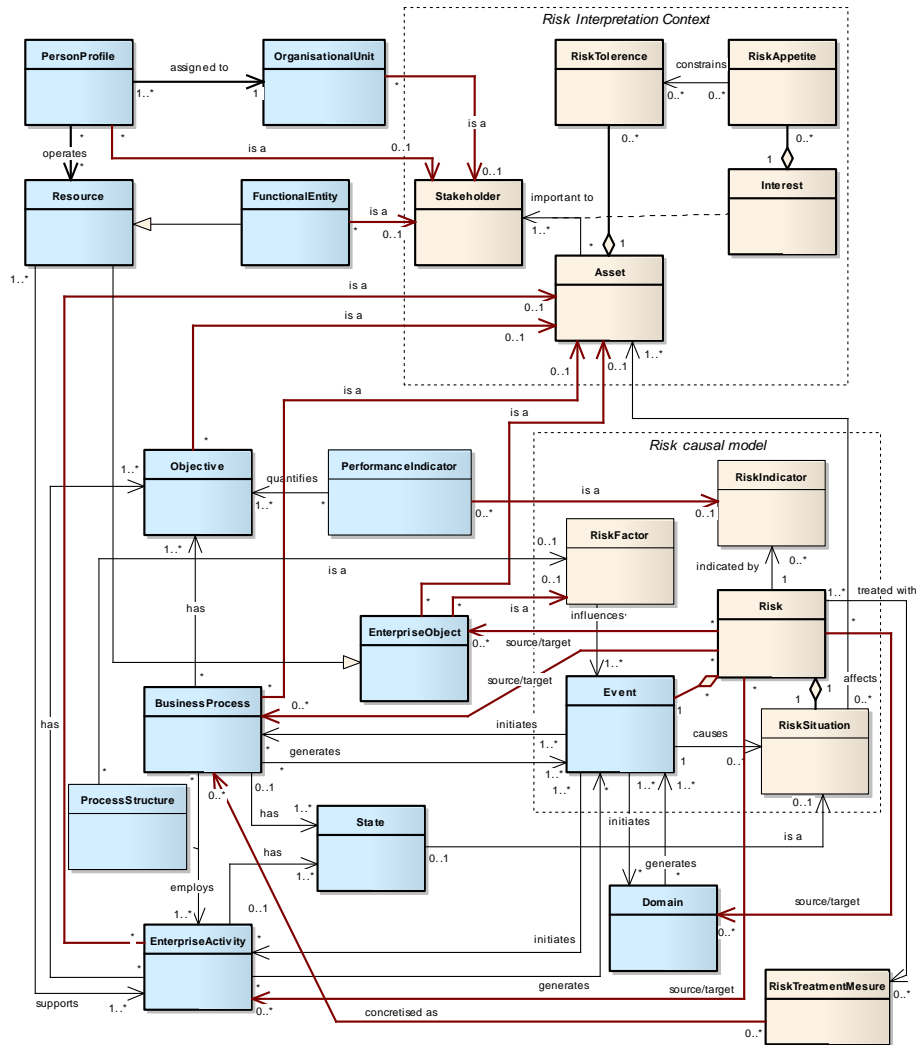 Risk Interpretation Context
PersonProfile
OrganisationalUnit
RiskTolerence
RiskAppetite
assigned to
1..*
1
constrains
0..*
0..*
*
*
*
operates
*
is a
0..1
is a
0..1
0..*
0..*
1
Resource
FunctionalEntity
Stakeholder
Interest
is a
*
0..1
important to
1..*
*
1
1..*
Asset
is a
0..1
is a
0..1
0..1
0..1
1..*
is a
is a
Risk causal model
*
1..*
Objective
PerformanceIndicator
RiskIndicator
quantifies
1..*
*
is a
0..*
0..1
1..*
0..1
RiskFactor
is a
0..1
indicated by
0..*
1
treated with
has
*
*
is a
influences
Risk
1..*
*
EnterpriseObject
0..*
source/target
*
1..*
source/target
*
*
*
BusinessProcess
*
0..*
Event
1
*
1
1
affects
0..*
RiskSituation
has
initiates
1..*
*
generates
1..*
causes
0..*
1
0..1
*
*
0..*
0..1
*
1..*
1..*
1..*
ProcessStructure
has
1..*
State
0..1
is a
initiates
generates
*
*
has
1..*
employs
1..*
0..1
Domain
source/target
0..*
EnterpriseActivity
*
*
*
initiates
*
*
generates
supports
1..*
0..*
source/target
RiskTreatmentMesure
0..*
concretised as
0..*